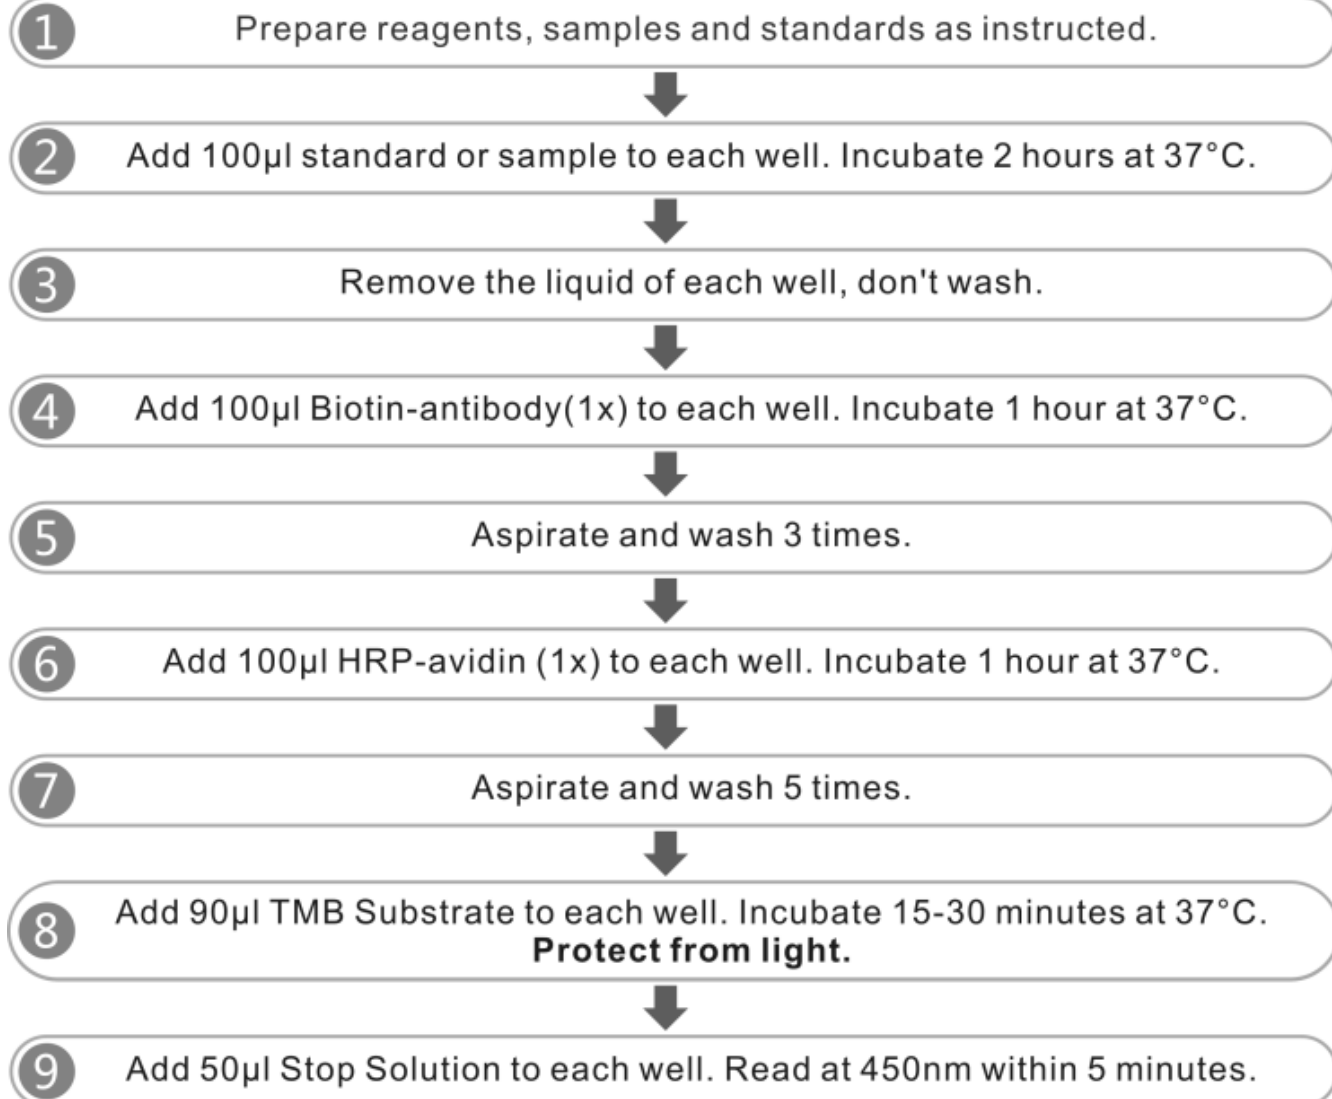 1 Prepare reagents, samples and standards as instructed.
2 Add 100µl standard or sample to each well. Incubate 2 hours at 37°C.
3 Remove the liquid of each well, don't wash.
4 Add 100µl Biotin-antibody(1x) to each well. Incubate 1 hour at 37°C.
5 Aspirate and wash 3 times.
6 Add 100µl HRP-avidin (1x) to each well. Incubate 1 hour at 37°C.
7 Aspirate and wash 5 times.
8 Add 90µl TMB Substrate to each well. Incubate 15-30 minutes at 37°C.
Protect from light.
9 Add 50µl Stop Solution to each well. Read at 450nm within 5 minutes.